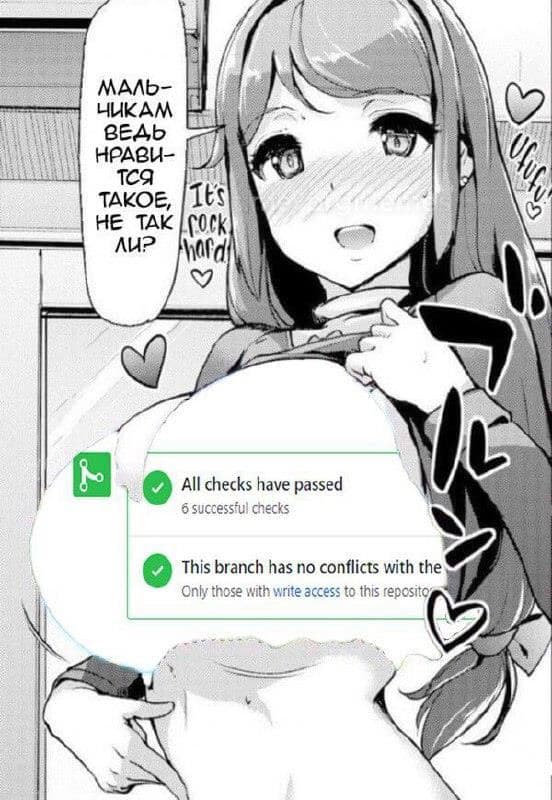 МАЛЬ-
ЧИКАМ
ВЕДЬ
НРАВИ-
ТСЯ
ТАКОЕ,
НЕ ТАК
ЛИ?
It's
rock
hard!
Ufufu!
All checks have passed
6 successful checks
This branch has no conflicts with the
Only those with write access to this reposito